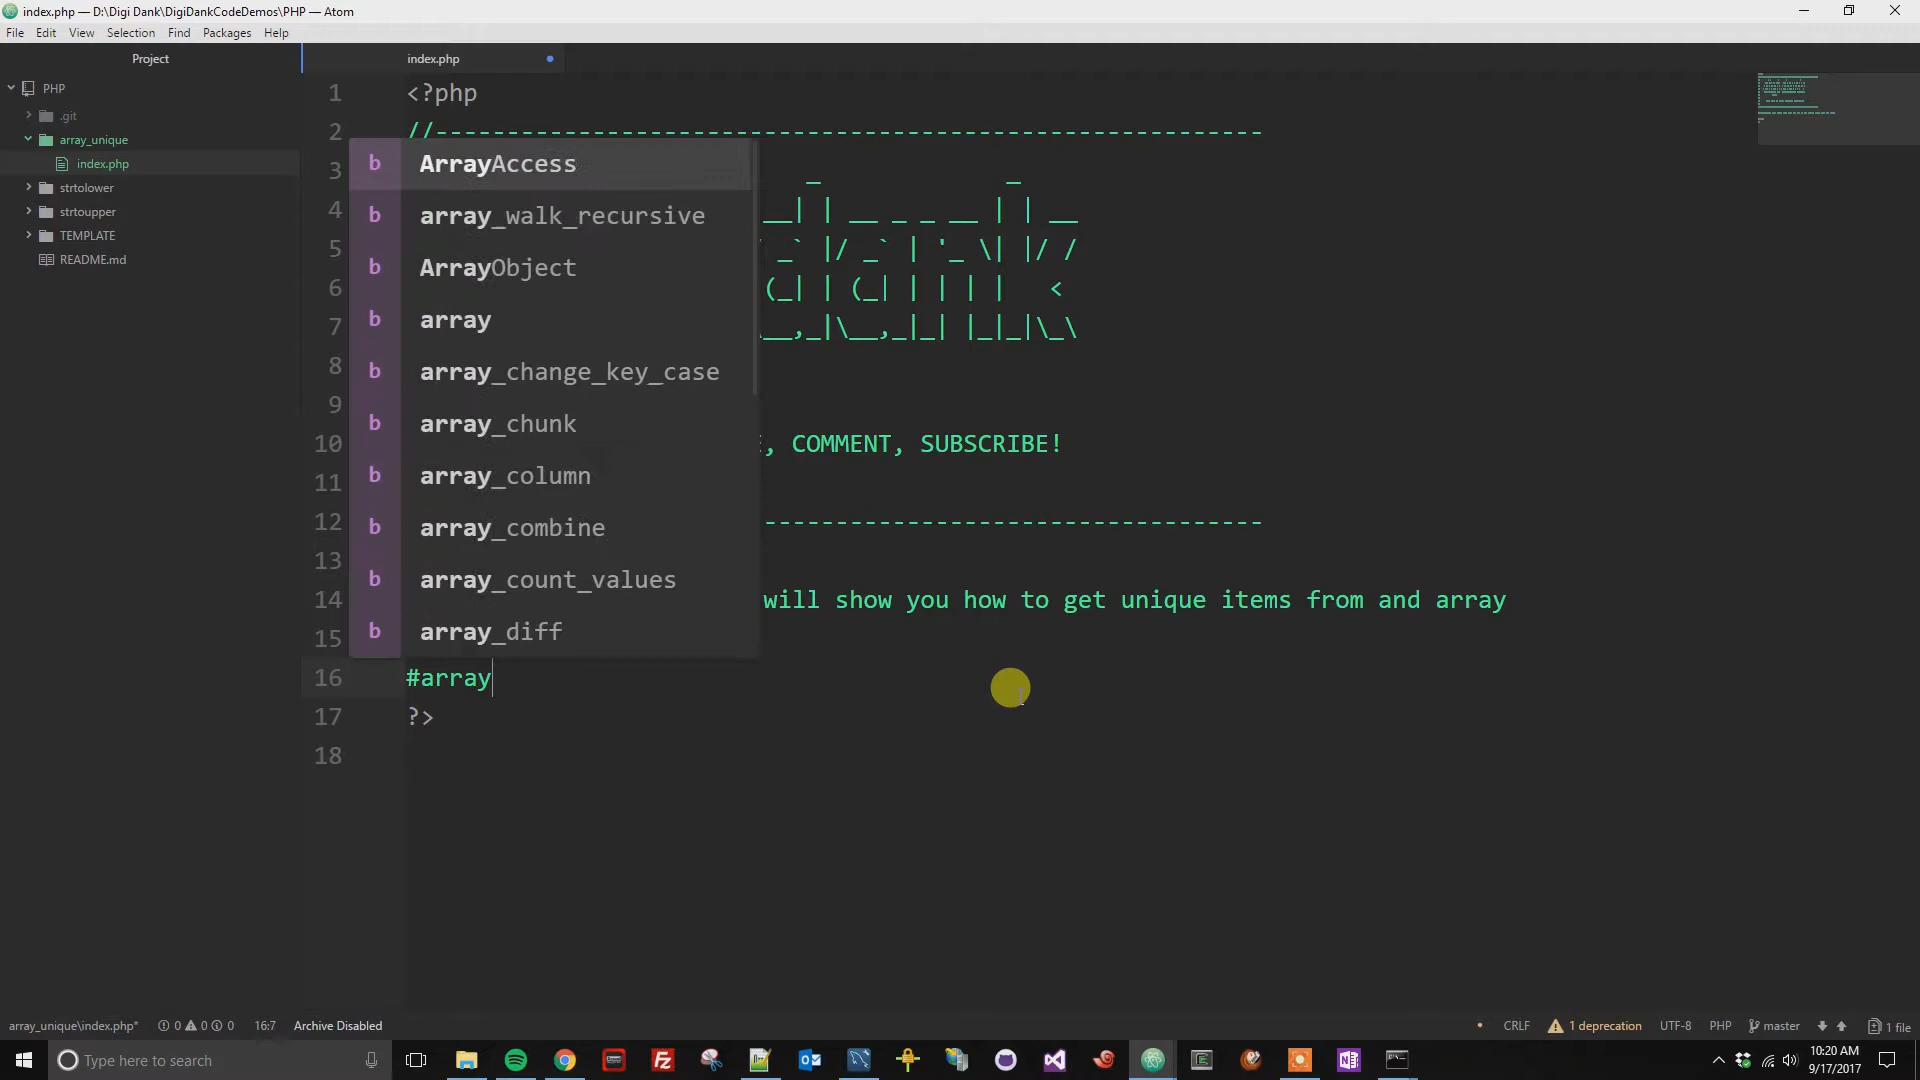 index.php — D:\Digi Dank\DigiDankCodeDemos\PHP — Atom
File Edit View Selection Find Packages Help
Project
index.php
PHP
.git
array_unique
index.php
strtolower
strtoupper
TEMPLATE
README.md
1 <?php
2 //----------------------------------------------------------
3
4
5
6
7
8
9
10 , COMMENT, SUBSCRIBE!
11
12 -----------------------------------
13
14 will show you how to get unique items from and array
15
16 #array
17 ?>
18
b ArrayAccess
b array_walk_recursive
b ArrayObject
b array
b array_change_key_case
b array_chunk
b array_column
b array_combine
b array_count_values
b array_diff
array_unique\index.php* 0 0 0 16:7 Archive Disabled
CRLF 1 deprecation UTF-8 PHP master 1 file
Type here to search
10:20 AM
9/17/2017